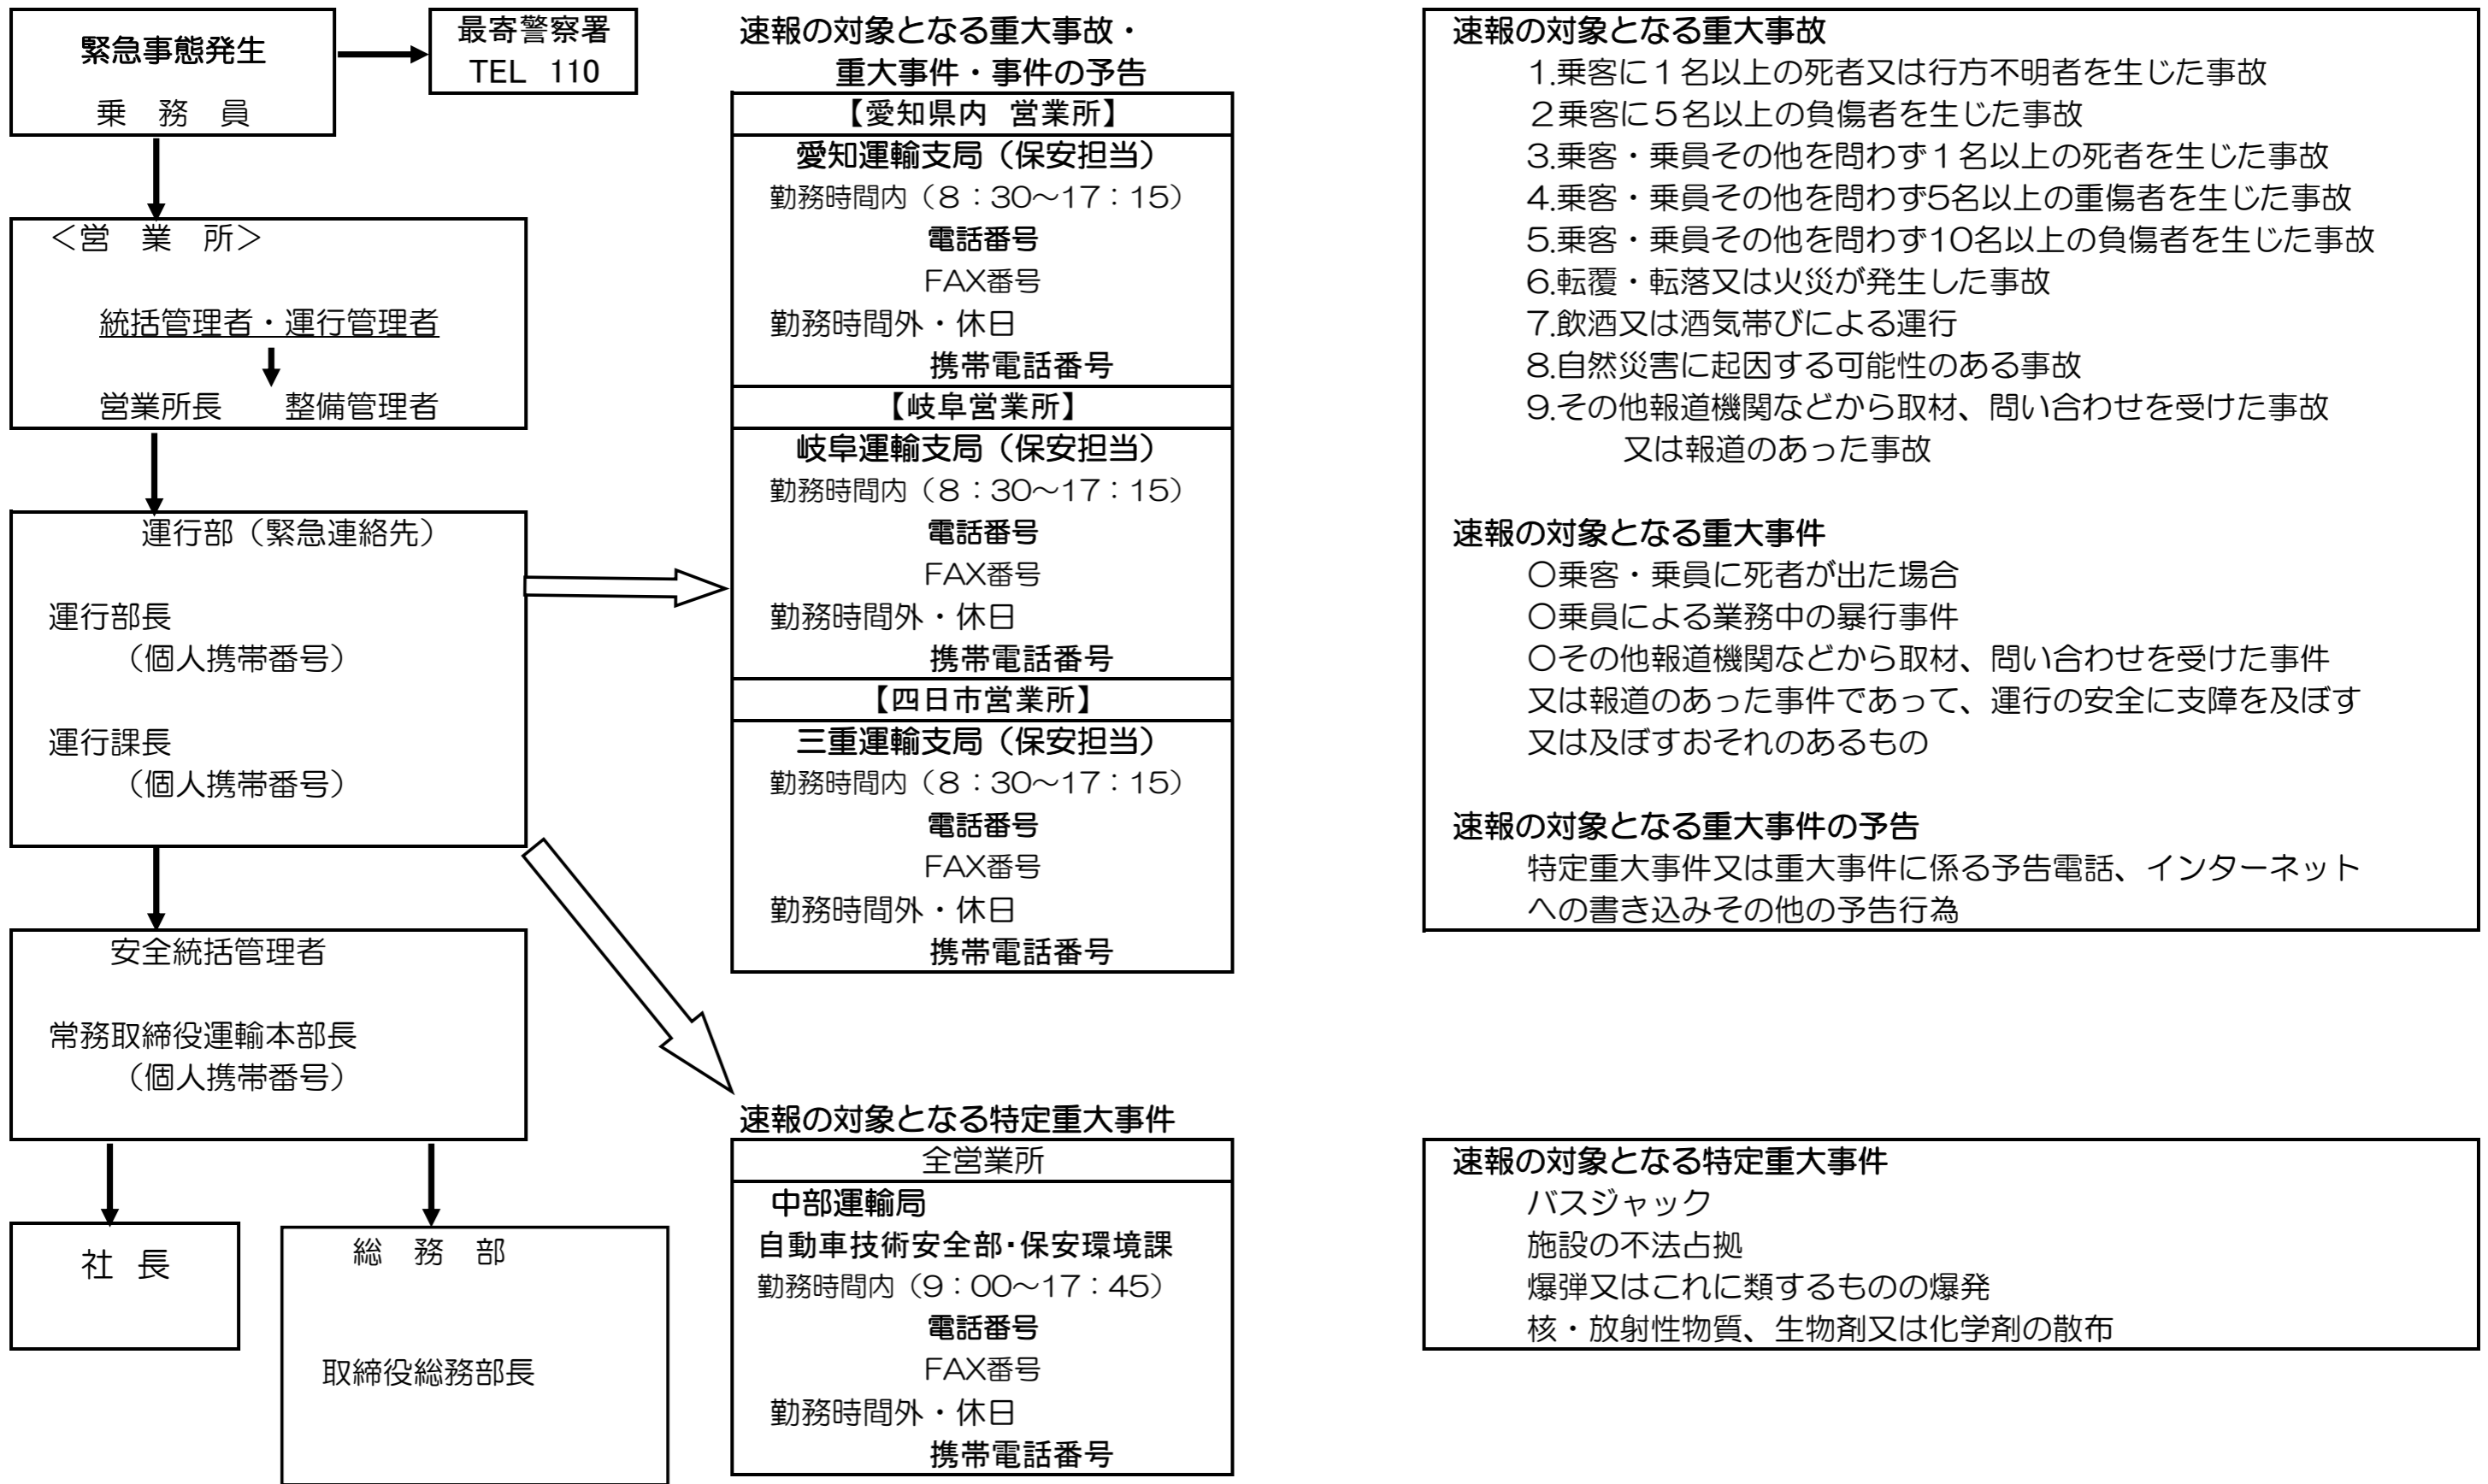 緊急事態発生
乗　務　員
最寄警察署
TEL 110
＜営　業　所＞
統括管理者・運行管理者
営業所長　　整備管理者
運行部（緊急連絡先）
運行部長
（個人携帯番号）
運行課長
（個人携帯番号）
安全統括管理者
常務取締役運輸本部長
（個人携帯番号）
社 長
総　務　部
取締役総務部長
速報の対象となる重大事故・
重大事件・事件の予告
【愛知県内　営業所】
愛知運輸支局（保安担当）
勤務時間内（8：30～17：15）
電話番号
FAX番号
勤務時間外・休日
携帯電話番号
【岐阜営業所】
岐阜運輸支局（保安担当）
勤務時間内（8：30～17：15）
電話番号
FAX番号
勤務時間外・休日
携帯電話番号
【四日市営業所】
三重運輸支局（保安担当）
勤務時間内（8：30～17：15）
電話番号
FAX番号
勤務時間外・休日
携帯電話番号
速報の対象となる特定重大事件
全営業所
中部運輸局
自動車技術安全部・保安環境課
勤務時間内（9：00～17：45）
電話番号
FAX番号
勤務時間外・休日
携帯電話番号
速報の対象となる重大事故
1.乗客に１名以上の死者又は行方不明者を生じた事故
２乗客に５名以上の負傷者を生じた事故
3.乗客・乗員その他を問わず１名以上の死者を生じた事故
4.乗客・乗員その他を問わず5名以上の重傷者を生じた事故
5.乗客・乗員その他を問わず10名以上の負傷者を生じた事故
6.転覆・転落又は火災が発生した事故
7.飲酒又は酒気帯びによる運行
8.自然災害に起因する可能性のある事故
9.その他報道機関などから取材、問い合わせを受けた事故
又は報道のあった事故
速報の対象となる重大事件
○乗客・乗員に死者が出た場合
○乗員による業務中の暴行事件
○その他報道機関などから取材、問い合わせを受けた事件
又は報道のあった事件であって、運行の安全に支障を及ぼす
又は及ぼすおそれのあるもの
速報の対象となる重大事件の予告
特定重大事件又は重大事件に係る予告電話、インターネット
への書き込みその他の予告行為
速報の対象となる特定重大事件
バスジャック
施設の不法占拠
爆弾又はこれに類するものの爆発
核・放射性物質、生物剤又は化学剤の散布